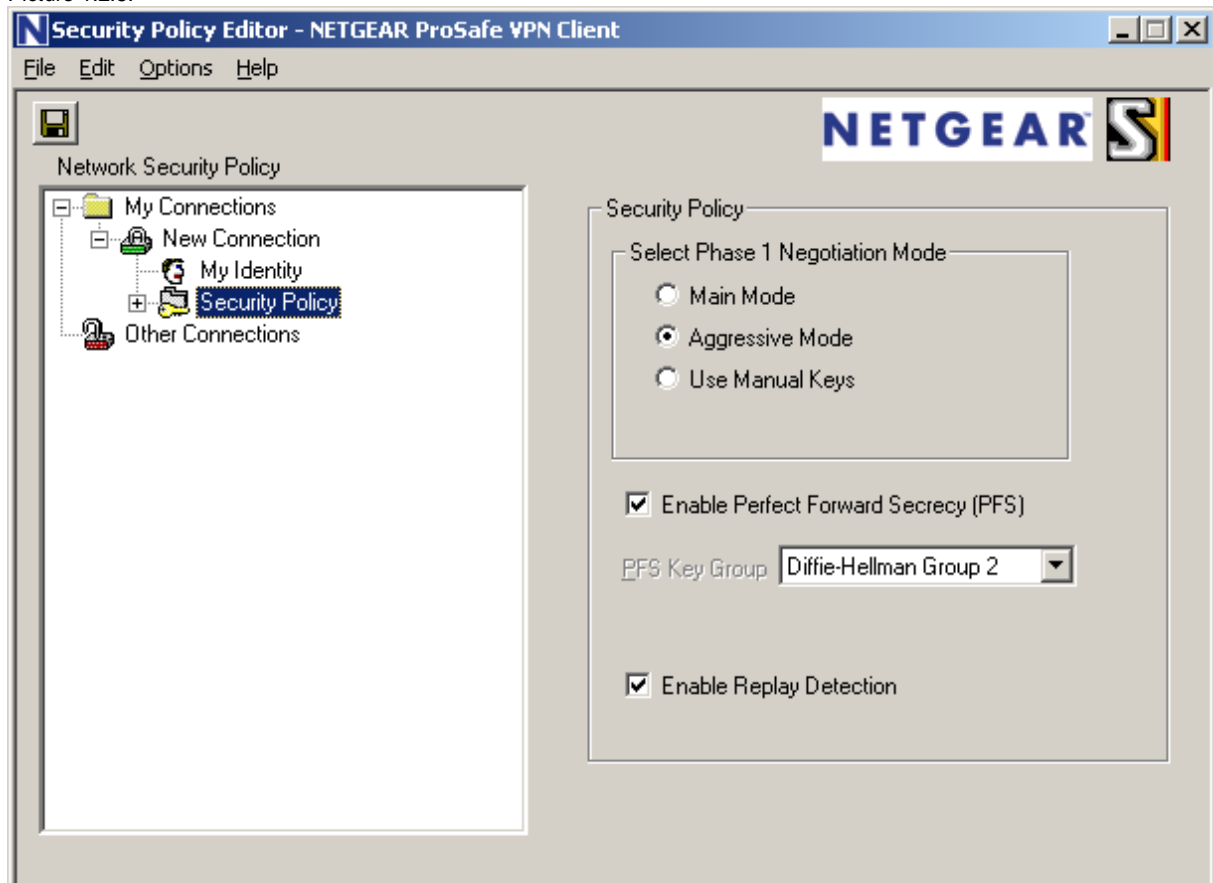 Security Policy Editor - NETGEAR ProSafe VPN Client
File Edit Options Help
NETGEAR
Network Security Policy
My Connections
New Connection
My Identity
Security Policy
Other Connections
Security Policy
Select Phase 1 Negotiation Mode
Main Mode
Aggressive Mode
Use Manual Keys
Enable Perfect Forward Secrecy (PFS)
PFS Key Group Diffie-Hellman Group 2
Enable Replay Detection